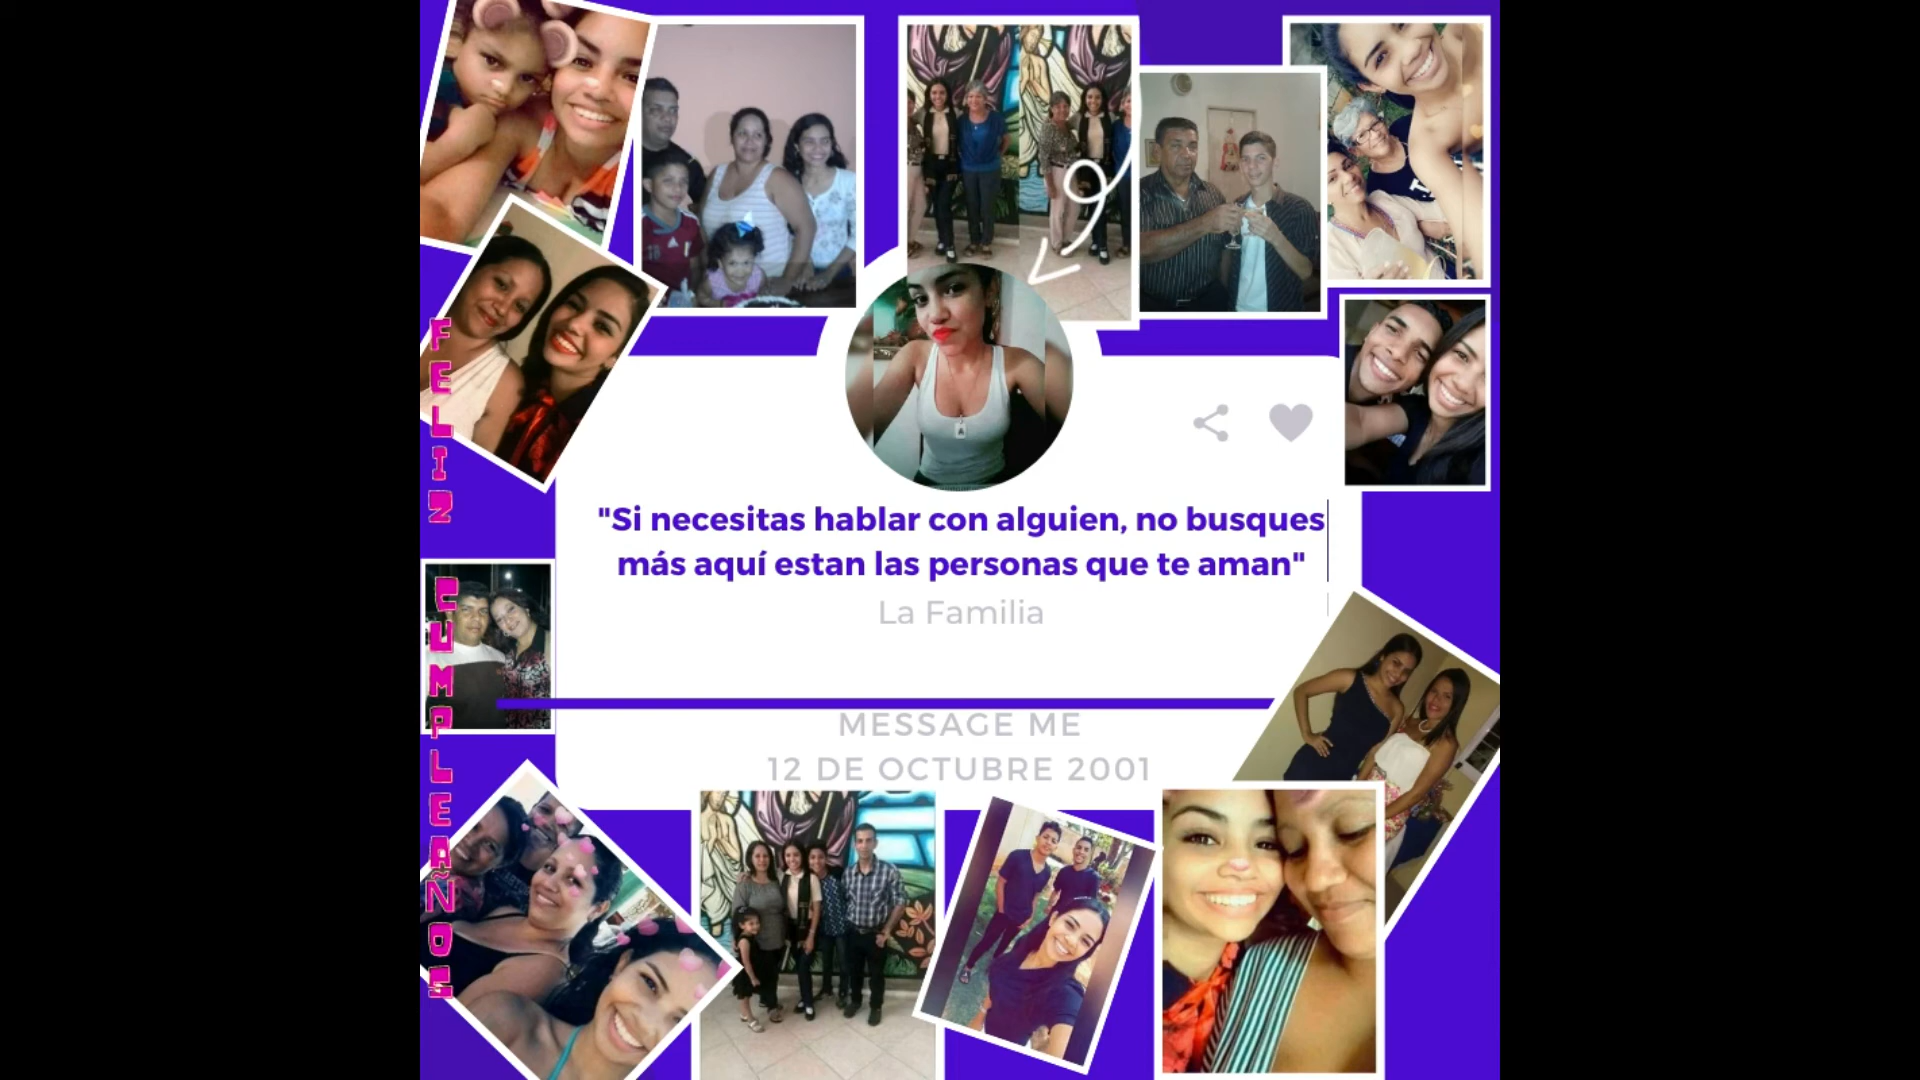 FELIZ
CUMPLEAÑOS
"Si necesitas hablar con alguien, no busques
más aquí estan las personas que te aman"
La Familia
MESSAGE ME
12 DE OCTUBRE 2001